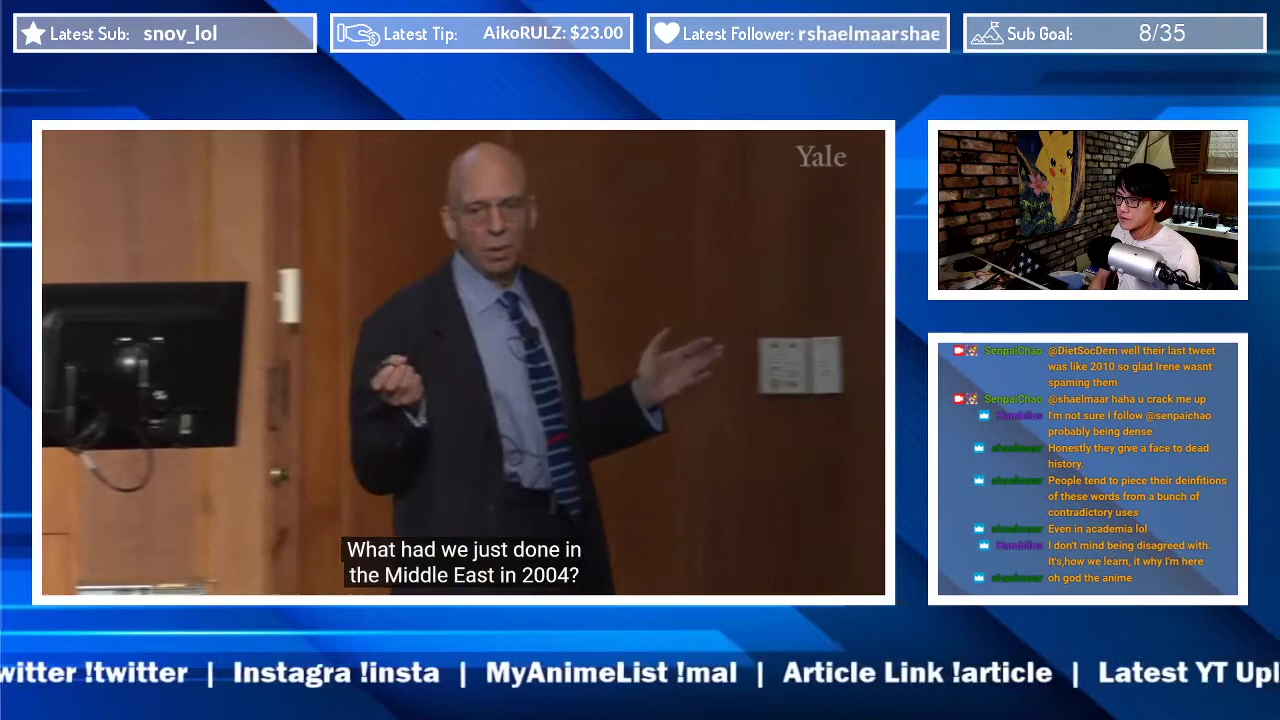 Latest Sub: snov_lol
Latest Tip: AikoRULZ: $23.00
Latest Follower: rshaelmaarshae
Sub Goal: 8/35
Yale
What had we just done in
the Middle East in 2004?
SenpaiChao @DietSocDem well their last tweet
was like 2010 so glad Irene wasnt
spaming them
SenpaiChao @shaelmaar haha u crack me up
I'm not sure I follow @senpaichao
probably being dense
shaelmaar Honestly they give a face to dead
history.
shaelmaar People tend to piece their deinfitions
of these words from a bunch of
contradictory uses
shaelmaar Even in academia lol
I don't mind being disagreed with.
It's,how we learn, it why I'm here
shaelmaar oh god the anime
witter !twitter | Instagra !insta | MyAnimeList !mal | Article Link !article | Latest YT Upl